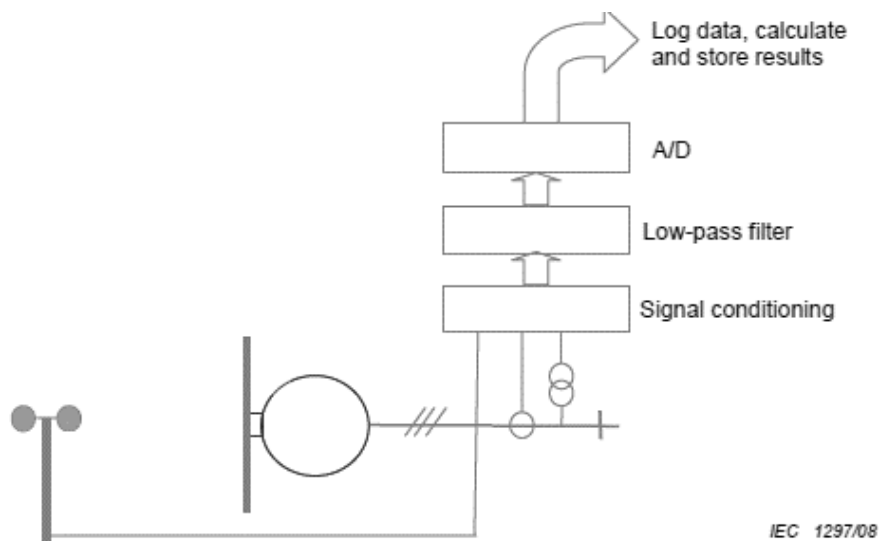 Log data, calculate
and store results
A/D
Low-pass filter
Signal conditioning
IEC 1297/08